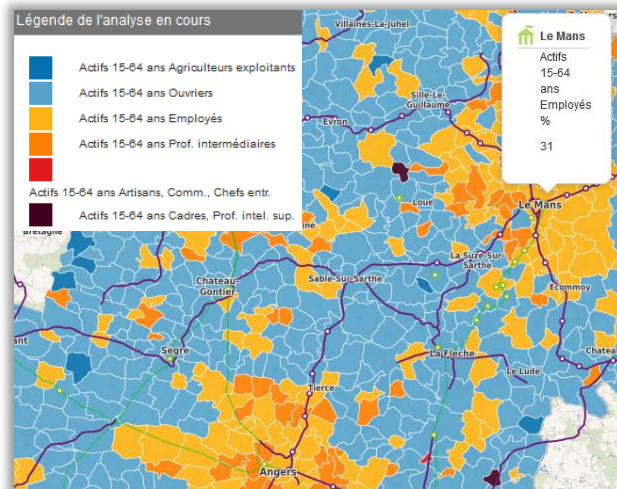 Légende de l'analyse en cours
Actifs 15-64 ans Agriculteurs exploitants
Actifs 15-64 ans Ouvriers
Actifs 15-64 ans Employés
Actifs 15-64 ans Prof. intermédiaires
Actifs 15-64 ans Artisans, Comm., Chefs entr.
Actifs 15-64 ans Cadres, Prof. intel. sup.
Le Mans
Actifs
15-64
ans
Employés
%
31
Villaines-La-Juhel
Sille-Le-
Guillaume
Evron
Loue
Le Mans
Bretagne
La Suze-Sur-
Sarthe
Sable-Sur-Sarthe
Chateau-
Gontier
Ecommoy
Segre
La Fleche
Chateau
Le Lude
Tierce
Angers